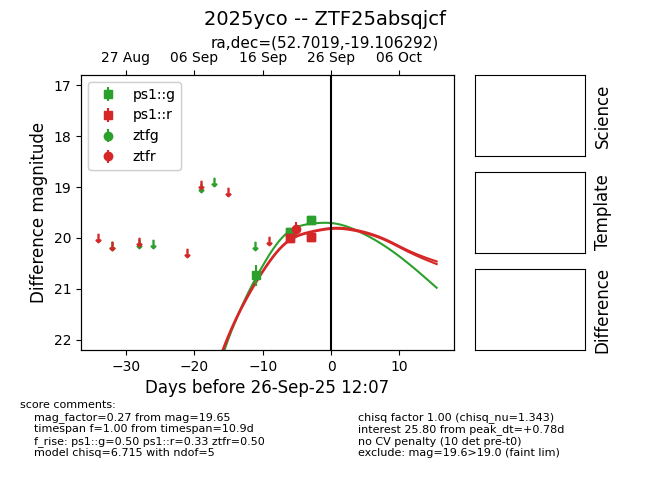 2025yco -- ZTF25absqjcf
ra,dec=(52.7019,-19.106292)
27 Aug 06 Sep 16 Sep 26 Sep 06 Oct
ps1::g
ps1::r
ztfg
ztfr
17
18
19
20
21
22
Difference magnitude
−30 −20 −10 0 10
Days before 26-Sep-25 12:07
Science
Template
Difference
score comments:
mag_factor=0.27 from mag=19.65
timespan f=1.00 from timespan=10.9d
f_rise: ps1::g=0.50 ps1::r=0.33 ztfr=0.50
model chisq=6.715 with ndof=5
chisq factor 1.00 (chisq_nu=1.343)
interest 25.80 from peak_dt=+0.78d
no CV penalty (10 det pre-t0)
exclude: mag=19.6>19.0 (faint lim)